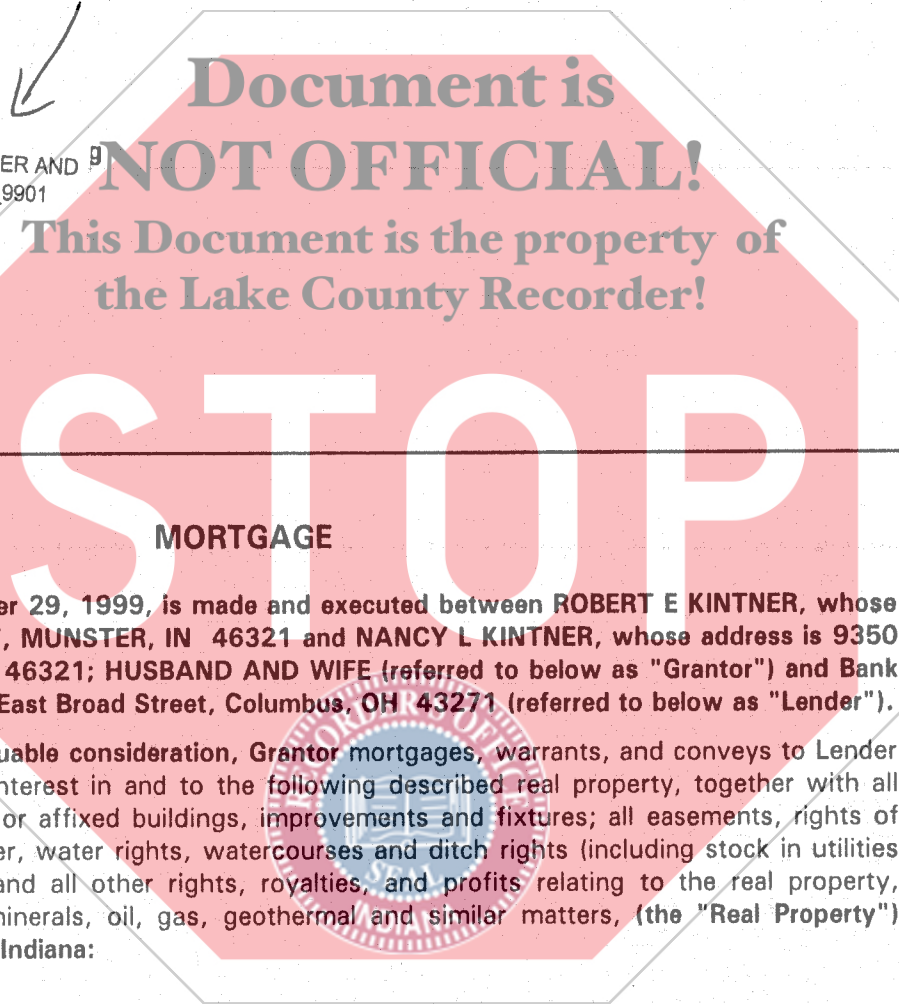 Document is
NOT OFFICIAL!
This Document is the property of
the Lake County Recorder!
ER AND 9
9901
STOP
MORTGAGE
er 29, 1999, is made and executed between ROBERT E KINTNER, whose
, MUNSTER, IN 46321 and NANCY L KINTNER, whose address is 9350
46321; HUSBAND AND WIFE (referred to below as "Grantor") and Bank
East Broad Street, Columbus, OH 43271 (referred to below as "Lender").
uable consideration, Grantor mortgages, warrants, and conveys to Lender
nterest in and to the following described real property, together with all
or affixed buildings, improvements and fixtures; all easements, rights of
er, water rights, watercourses and ditch rights (including stock in utilities
and all other rights, royalties, and profits relating to the real property,
minerals, oil, gas, geothermal and similar matters, (the "Real Property")
Indiana:
RECORDER'S OFFICE
SEAL
INDIANA